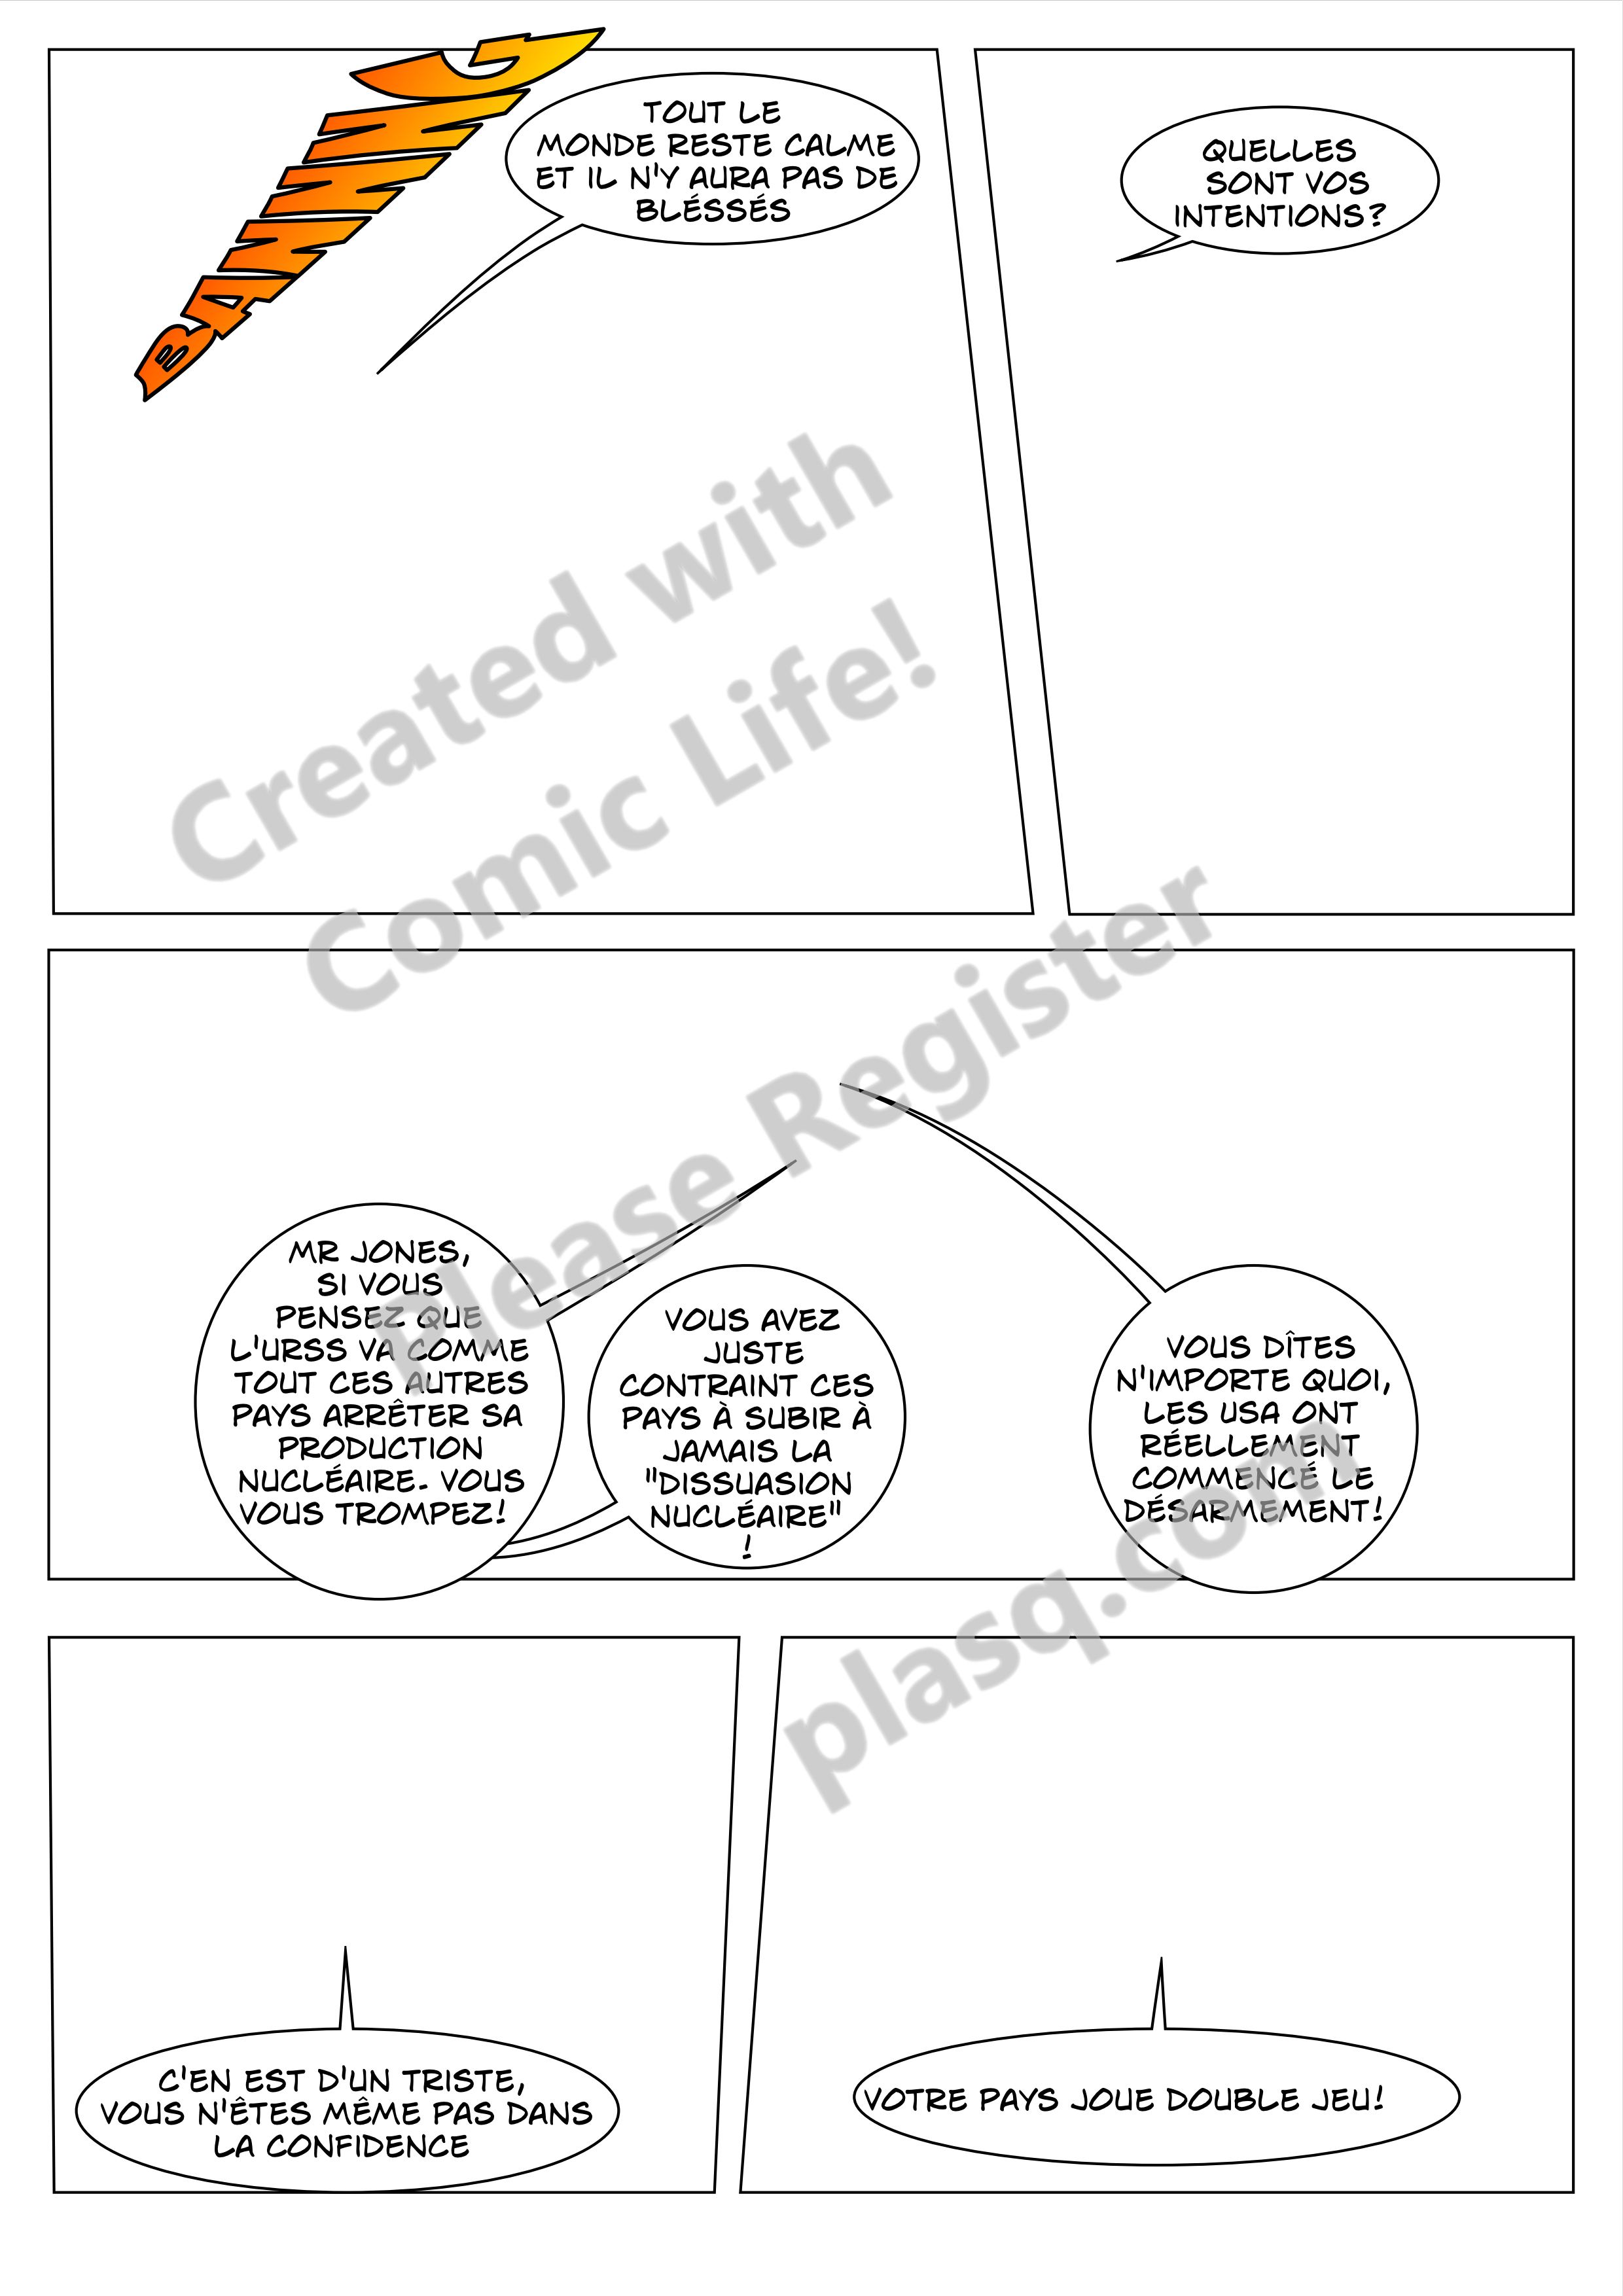 BANNNG
TOUT LE
MONDE RESTE CALME
ET IL N'Y AURA PAS DE
BLÉSSÉS
QUELLES
SONT VOS
INTENTIONS?
Created with
Comic Life!
Please Register
plasq.com
MR JONES,
SI VOUS
PENSEZ QUE
L'URSS VA COMME
TOUT CES AUTRES
PAYS ARRÊTER SA
PRODUCTION
NUCLÉAIRE. VOUS
VOUS TROMPEZ!
VOUS AVEZ
JUSTE
CONTRAINT CES
PAYS À SUBIR À
JAMAIS LA
"DISSUASION
NUCLÉAIRE"
!
VOUS DÎTES
N'IMPORTE QUOI,
LES USA ONT
RÉELLEMENT
COMMENCÉ LE
DÉSARMEMENT!
C'EN EST D'UN TRISTE,
VOUS N'ÊTES MÊME PAS DANS
LA CONFIDENCE
VOTRE PAYS JOUE DOUBLE JEU!